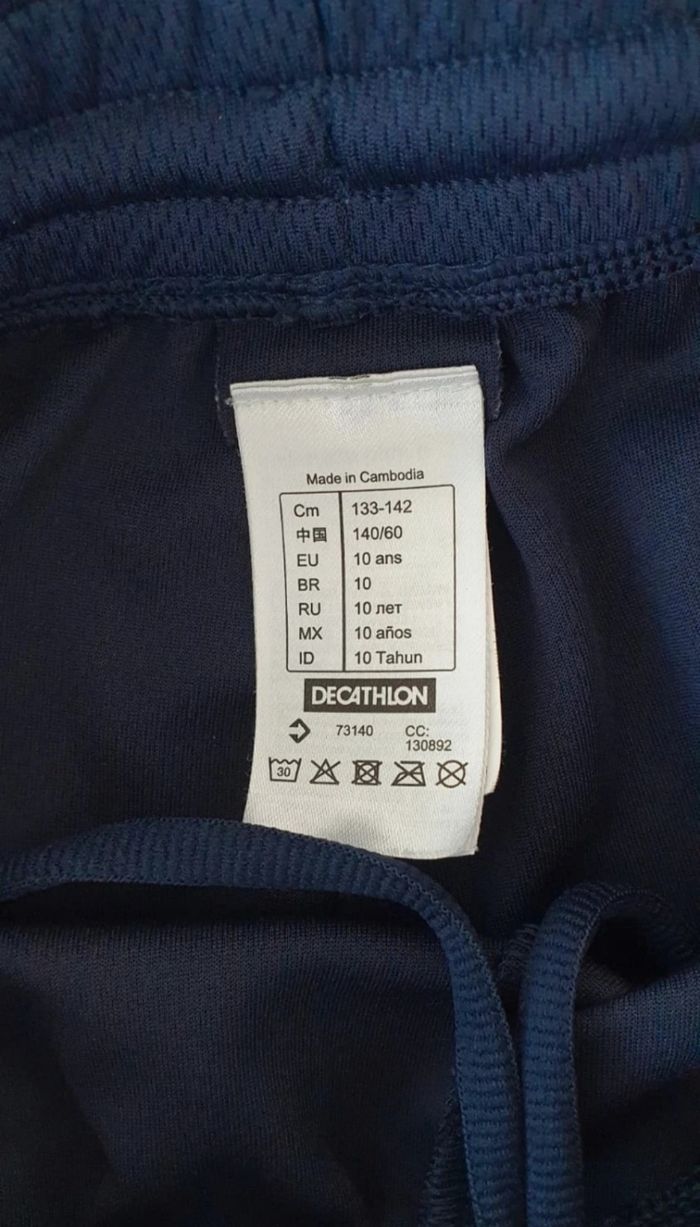 Made in Cambodia
Cm 133-142
中国 140/60
EU 10 ans
BR 10
RU 10 лет
MX 10 años
ID 10 Tahun
DECATHLON
73140 CC:
130892
30